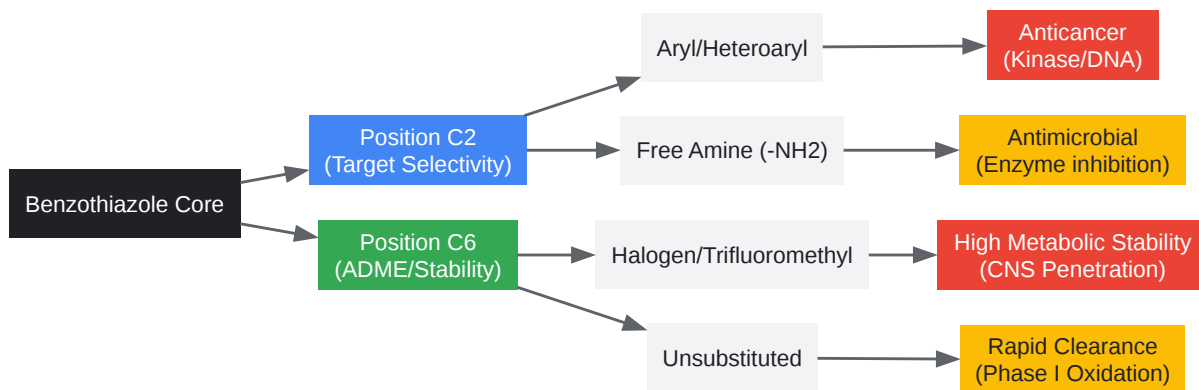 Benzothiazole Core
Position C2
(Target Selectivity)
Position C6
(ADME/Stability)
Aryl/Heteroaryl
Free Amine (-NH2)
Halogen/Trifluoromethyl
Unsubstituted
Anticancer
(Kinase/DNA)
Antimicrobial
(Enzyme inhibition)
High Metabolic Stability
(CNS Penetration)
Rapid Clearance
(Phase I Oxidation)